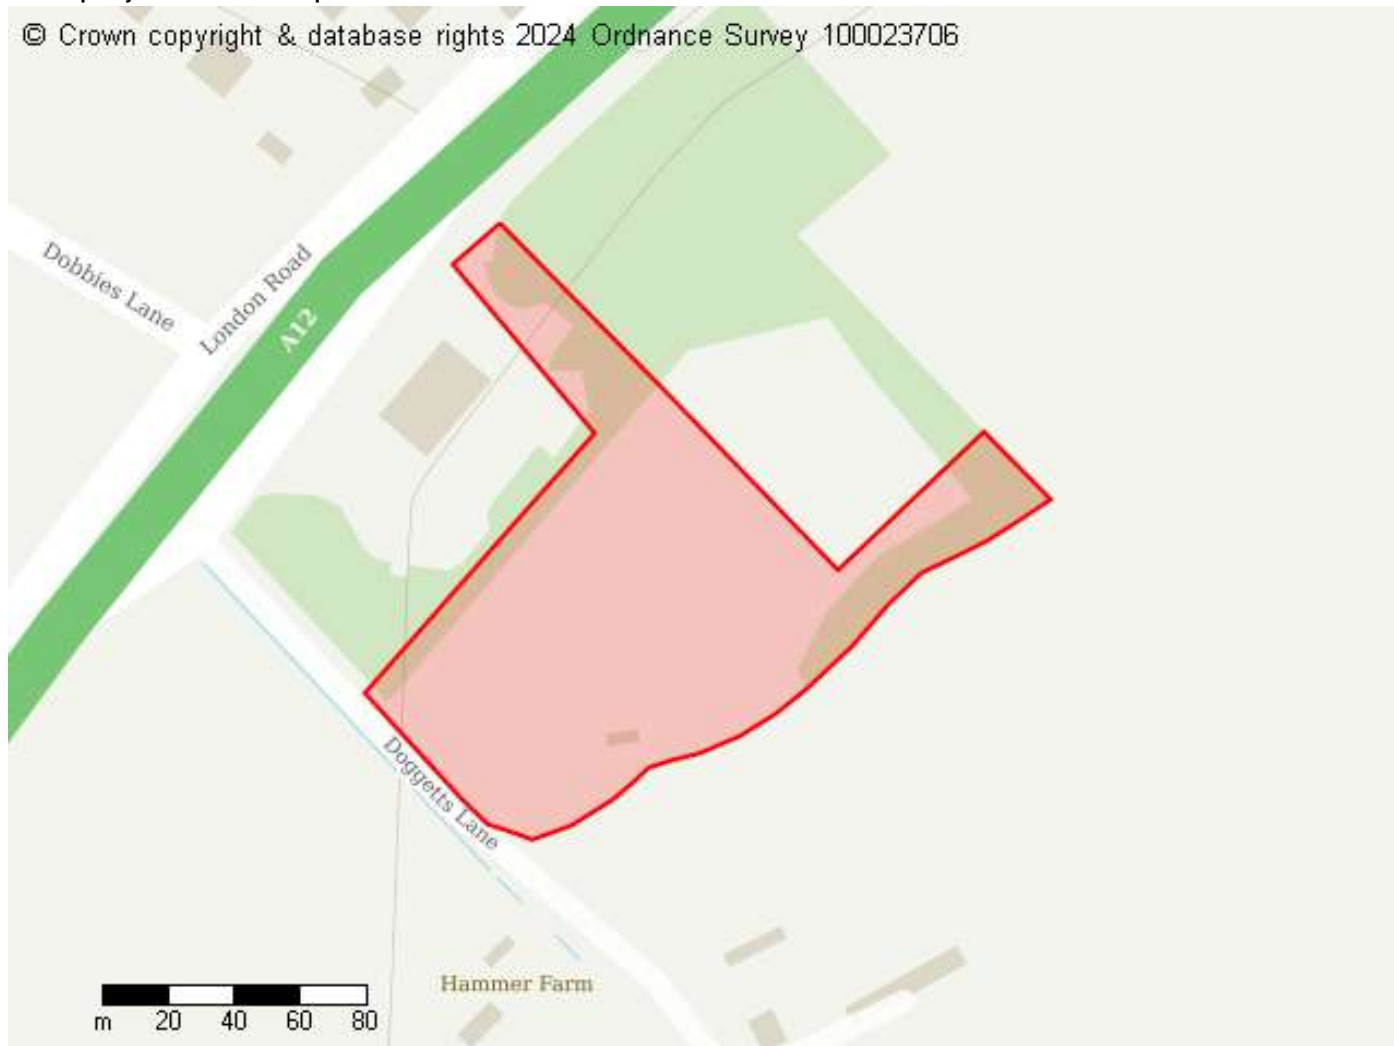 © Crown copyright & database rights 2024 Ordnance Survey 100023706
Dobbies Lane
London Road
A12
Doggetts Lane
Hammer Farm
m 20 40 60 80